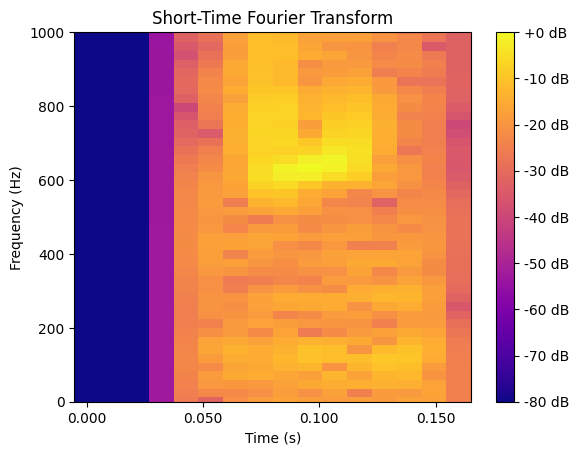 Short-Time Fourier Transform
1000
800
600
400
200
0
Frequency (Hz)
0.000
0.050
0.100
0.150
Time (s)
+0 dB
-10 dB
-20 dB
-30 dB
-40 dB
-50 dB
-60 dB
-70 dB
-80 dB